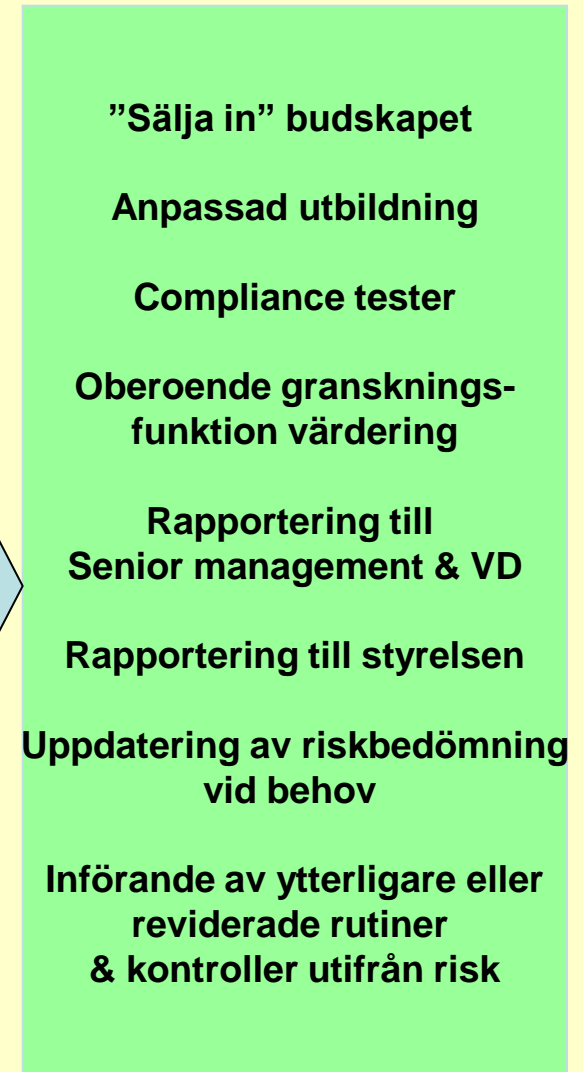 ”Sälja in” budskapet
Anpassad utbildning
Compliance tester
Oberoende gransknings-
funktion värdering
Rapportering till
Senior management & VD
Rapportering till styrelsen
Uppdatering av riskbedömning
vid behov
Införande av ytterligare eller
reviderade rutiner
& kontroller utifrån risk